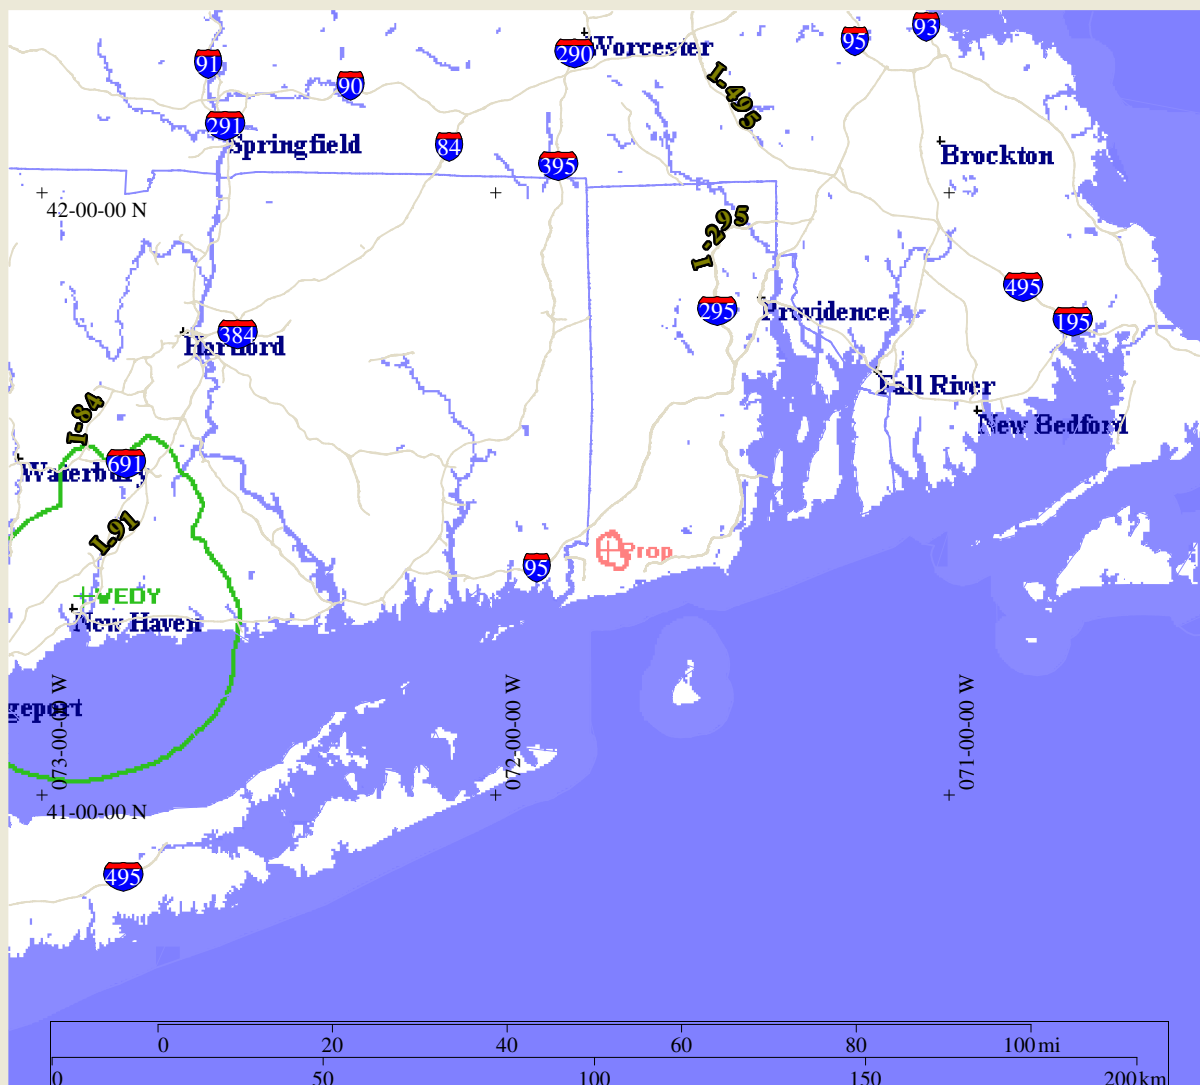 93
95
Worcester
290
91
90
I-495
291
Springfield
84
395
Brockton
42-00-00 N
I-295
495
295
Providence
195
384
Hartford
Fall River
I-84
New Bedford
691
Waterbury
I-91
Prop
95
WEDY
New Haven
073-00-00 W
072-00-00 W
071-00-00 W
geport
41-00-00 N
495
0 20 40 60 80 100 mi
0 50 100 150 200 km